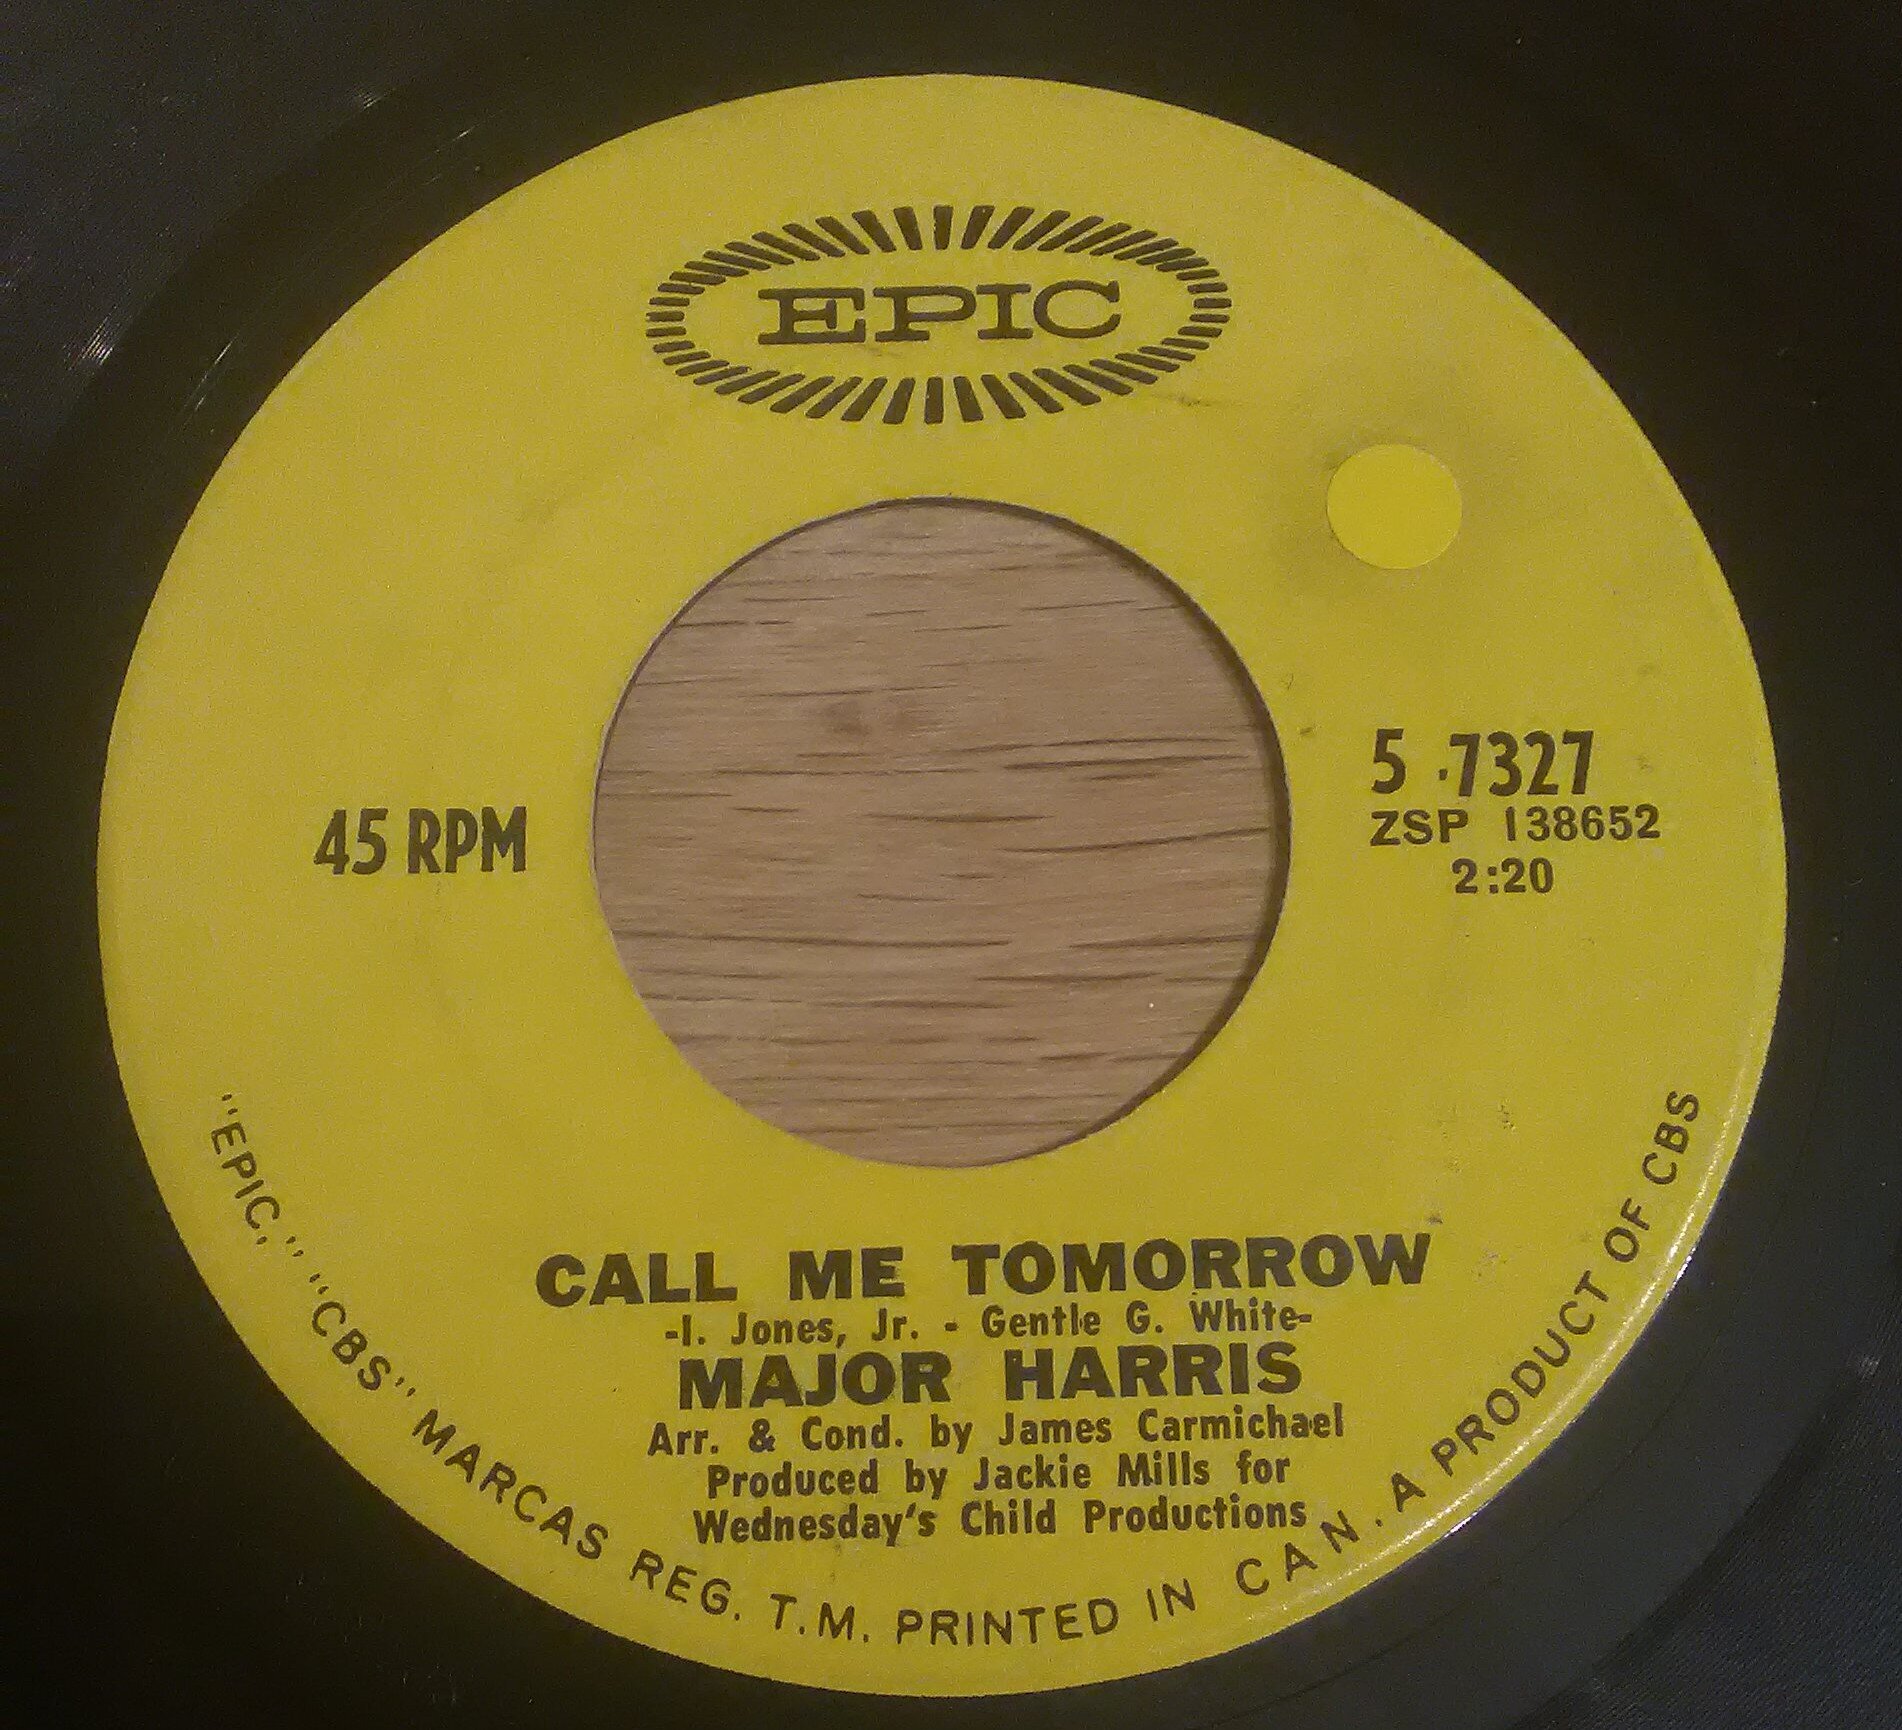 EPIC
45 RPM
5 .7327
ZSP 138652
2:20
CALL ME TOMORROW
-I. Jones, Jr. - Gentle G. White-
MAJOR HARRIS
Arr. & Cond. by James Carmichael
Produced by Jackie Mills for
Wednesday's Child Productions
"EPIC," "CBS" MARCAS REG. T.M. PRINTED IN CAN. A PRODUCT OF CBS